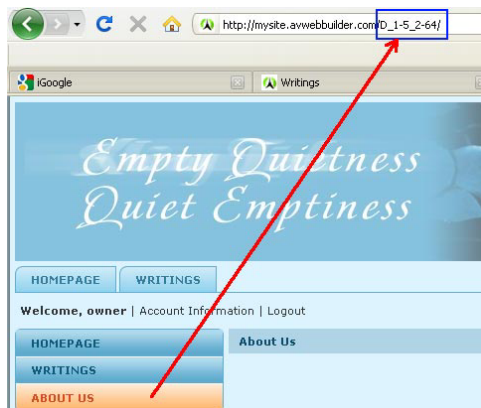 http://mysite.avwebbuilder.com/D_1-5_2-64/
iGoogle
Writings
Empty Quietness
Quiet Emptiness
HOMEPAGE WRITINGS
Welcome, owner | Account Information | Logout
HOMEPAGE
About Us
WRITINGS
ABOUT US